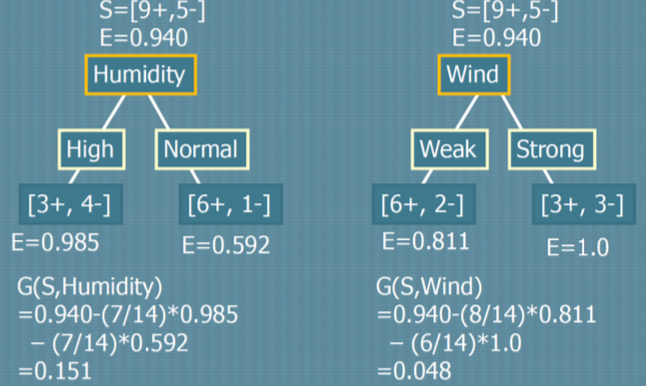 S=[9+,5-]
E=0.940
Humidity
High
Normal
[3+, 4-]
[6+, 1-]
E=0.985
E=0.592
G(S,Humidity)
=0.940-(7/14)*0.985
– (7/14)*0.592
=0.151
S=[9+,5-]
E=0.940
Wind
Weak
Strong
[6+, 2-]
[3+, 3-]
E=0.811
E=1.0
G(S,Wind)
=0.940-(8/14)*0.811
– (6/14)*1.0
=0.048